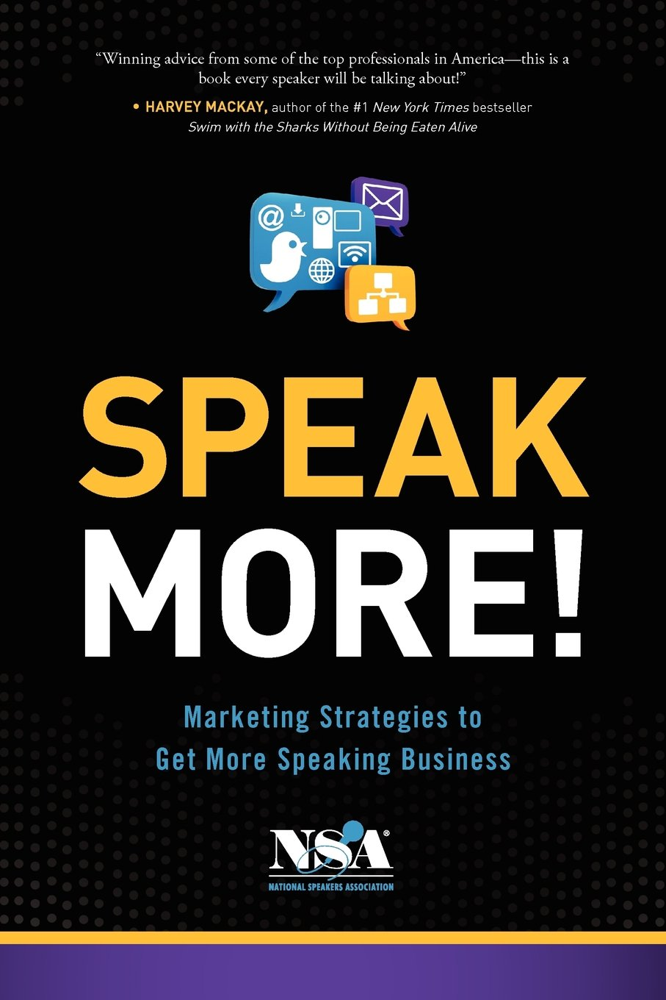 “Winning advice from some of the top professionals in America—this is a
book every speaker will be talking about!”
• HARVEY MACKAY, author of the #1 New York Times bestseller
Swim with the Sharks Without Being Eaten Alive
@
SPEAK
MORE!
Marketing Strategies to
Get More Speaking Business
NSA®
NATIONAL SPEAKERS ASSOCIATION